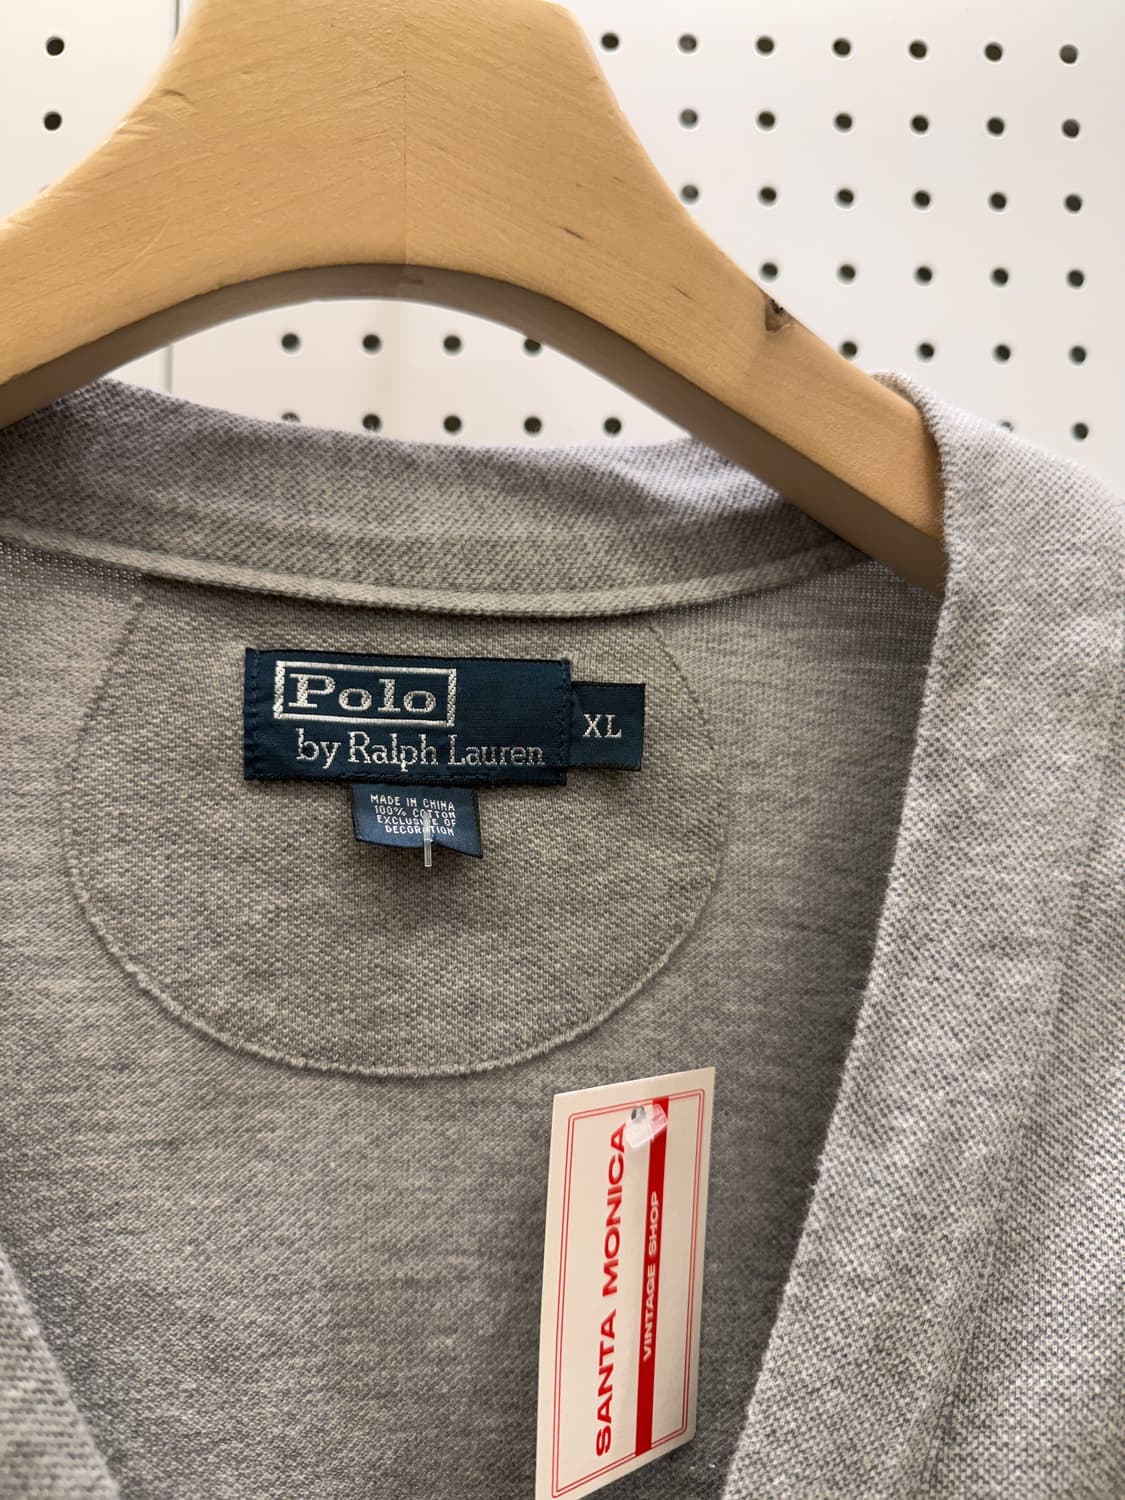 Polo
by Ralph Lauren
XL
MADE IN CHINA
100% COTTON
EXCLUSIVE OF
DECORATION
SANTA MONICA
VINTAGE SHOP